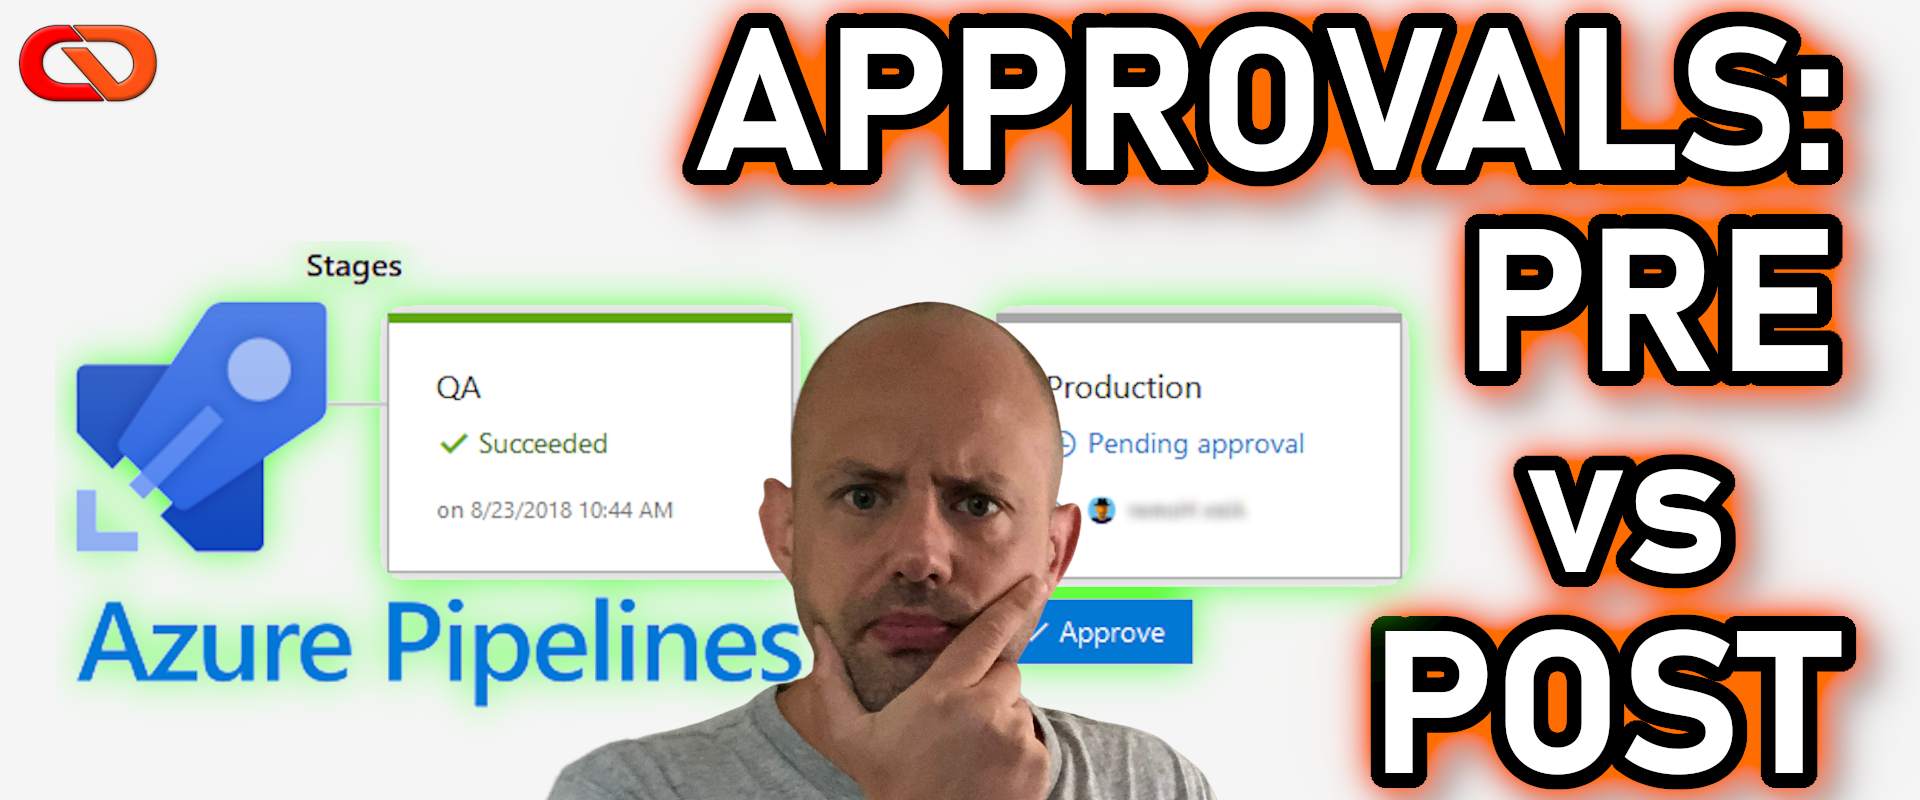 APPROVALS:
PRE
vs
POST
Stages
QA
Succeeded
on 8/23/2018 10:44 AM
Production
Pending approval
Approve
Azure Pipelines